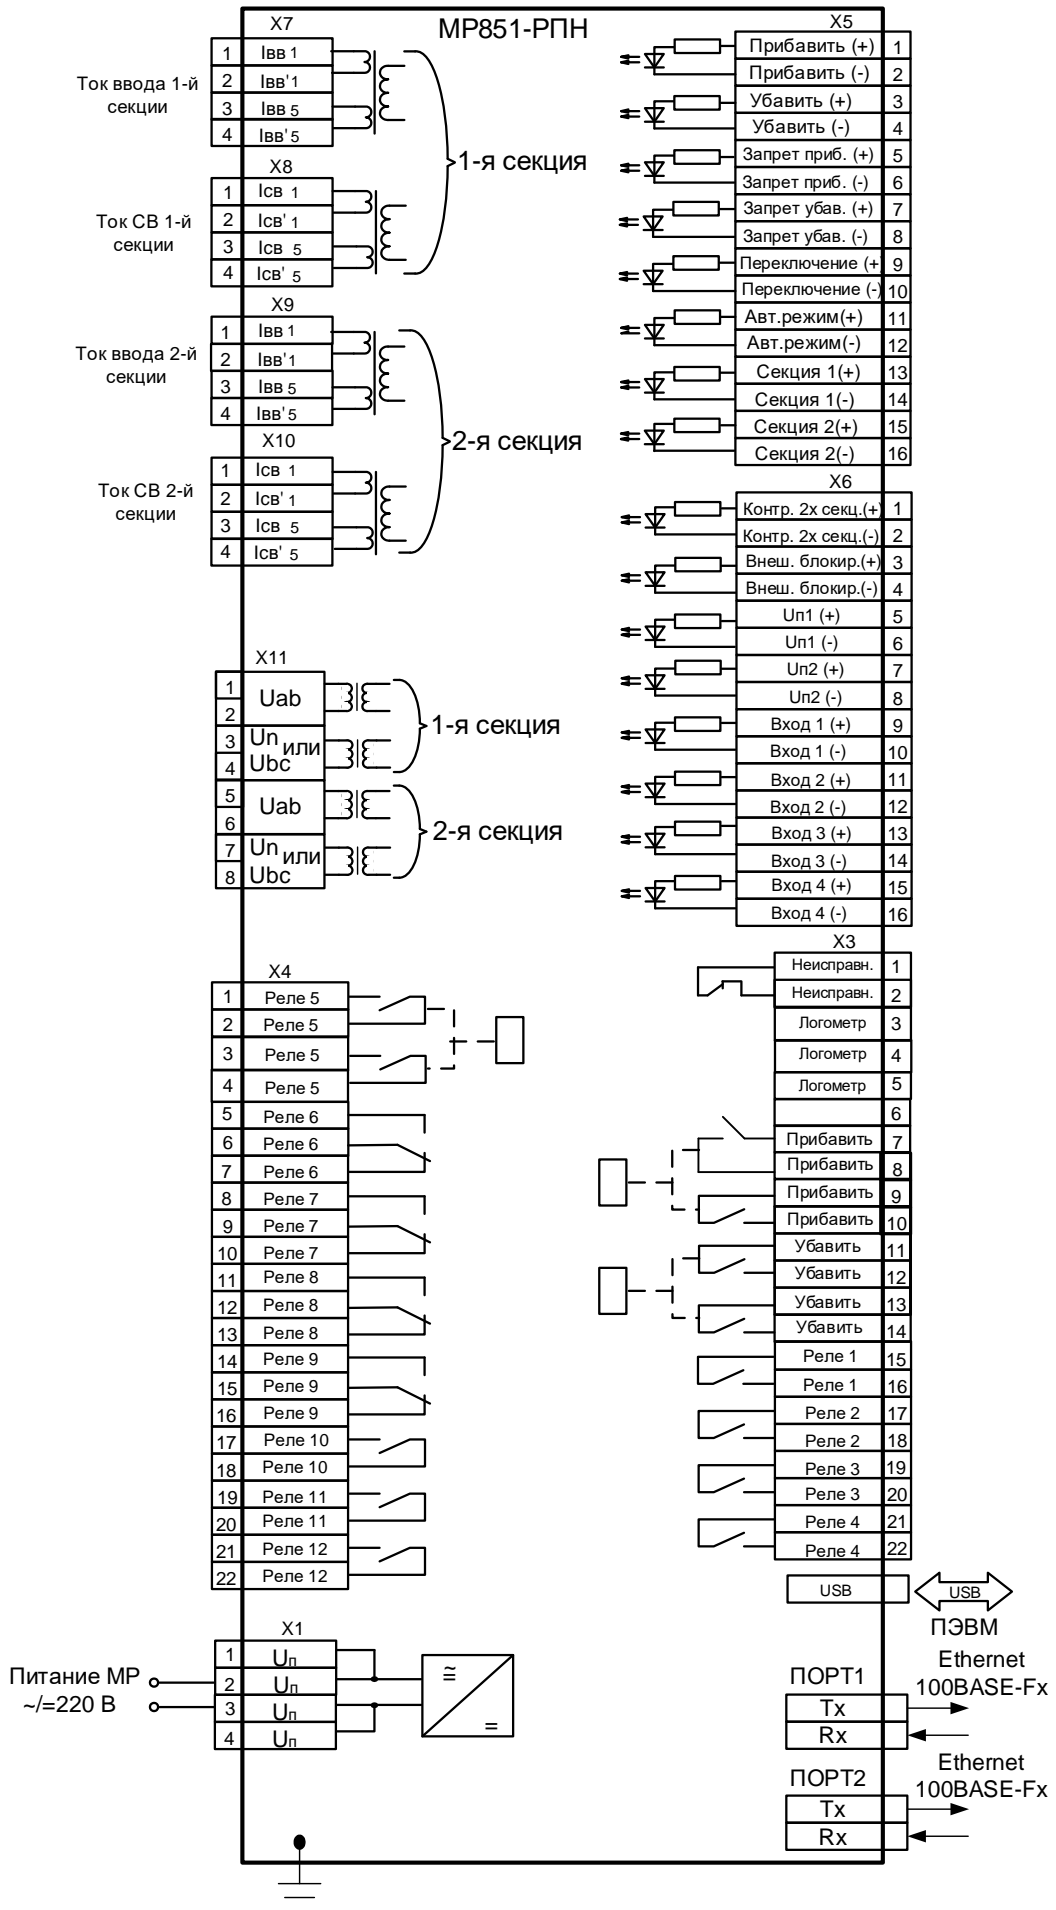 МР851-РПН
X7
1 Iвв 1
2 Iвв'1
3 Iвв 5
4 Iвв'5
Ток ввода 1-й
секции
X8
1 Iсв 1
2 Iсв' 1
3 Iсв 5
4 Iсв' 5
Ток СВ 1-й
секции
1-я секция
X9
1 Iвв 1
2 Iвв'1
3 Iвв 5
4 Iвв' 5
Ток ввода 2-й
секции
X10
1 Iсв 1
2 Iсв' 1
3 Iсв 5
4 Iсв' 5
Ток СВ 2-й
секции
2-я секция
X11
1
2
Uab
3
4
Un или
Ubc
1-я секция
5
6
Uab
7
8
Un или
Ubc
2-я секция
X4
1 Реле 5
2 Реле 5
3 Реле 5
4 Реле 5
5 Реле 6
6 Реле 6
7 Реле 6
8 Реле 7
9 Реле 7
10 Реле 7
11 Реле 8
12 Реле 8
13 Реле 8
14 Реле 9
15 Реле 9
16 Реле 9
17 Реле 10
18 Реле 10
19 Реле 11
20 Реле 11
21 Реле 12
22 Реле 12
X1
1 Uп
2 Uп
3 Uп
4 Uп
Питание МР
~/=220 В
≅
=
X5
Прибавить (+) 1
Прибавить (-) 2
Убавить (+) 3
Убавить (-) 4
Запрет приб. (+) 5
Запрет приб. (-) 6
Запрет убав. (+) 7
Запрет убав. (-) 8
Переключение (+) 9
Переключение (-) 10
Авт.режим(+) 11
Авт.режим(-) 12
Секция 1(+) 13
Секция 1(-) 14
Секция 2(+) 15
Секция 2(-) 16
X6
Контр. 2х секц.(+) 1
Контр. 2х секц.(-) 2
Внеш. блокир.(+) 3
Внеш. блокир.(-) 4
Uп1 (+) 5
Uп1 (-) 6
Uп2 (+) 7
Uп2 (-) 8
Вход 1 (+) 9
Вход 1 (-) 10
Вход 2 (+) 11
Вход 2 (-) 12
Вход 3 (+) 13
Вход 3 (-) 14
Вход 4 (+) 15
Вход 4 (-) 16
X3
Неисправн. 1
Неисправн. 2
Логометр 3
Логометр 4
Логометр 5
6
Прибавить 7
Прибавить 8
Прибавить 9
Прибавить 10
Убавить 11
Убавить 12
Убавить 13
Убавить 14
Реле 1 15
Реле 1 16
Реле 2 17
Реле 2 18
Реле 3 19
Реле 3 20
Реле 4 21
Реле 4 22
USB
USB
ПЭВМ
ПОРТ1
Tx
Rx
Ethernet
100BASE-Fx
ПОРТ2
Tx
Rx
Ethernet
100BASE-Fx